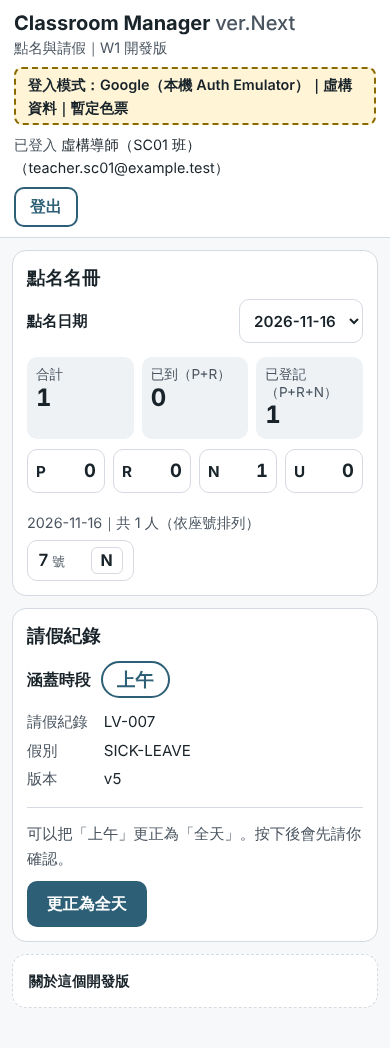 Classroom Manager ver.Next
點名與請假｜W1 開發版
登入模式：Google（本機 Auth Emulator）｜虛構
資料｜暫定色票
已登入 虛構導師（SC01 班）
（teacher.sc01@example.test）
登出
點名名冊
點名日期
2026-11-16
合計
1
已到（P+R）
0
已登記
（P+R+N）
1
P 0
R 0
N 1
U 0
2026-11-16｜共 1 人（依座號排列）
7 號 N
請假紀錄
涵蓋時段 上午
請假紀錄 LV-007
假別 SICK-LEAVE
版本 v5
可以把「上午」更正為「全天」。按下後會先請你
確認。
更正為全天
關於這個開發版